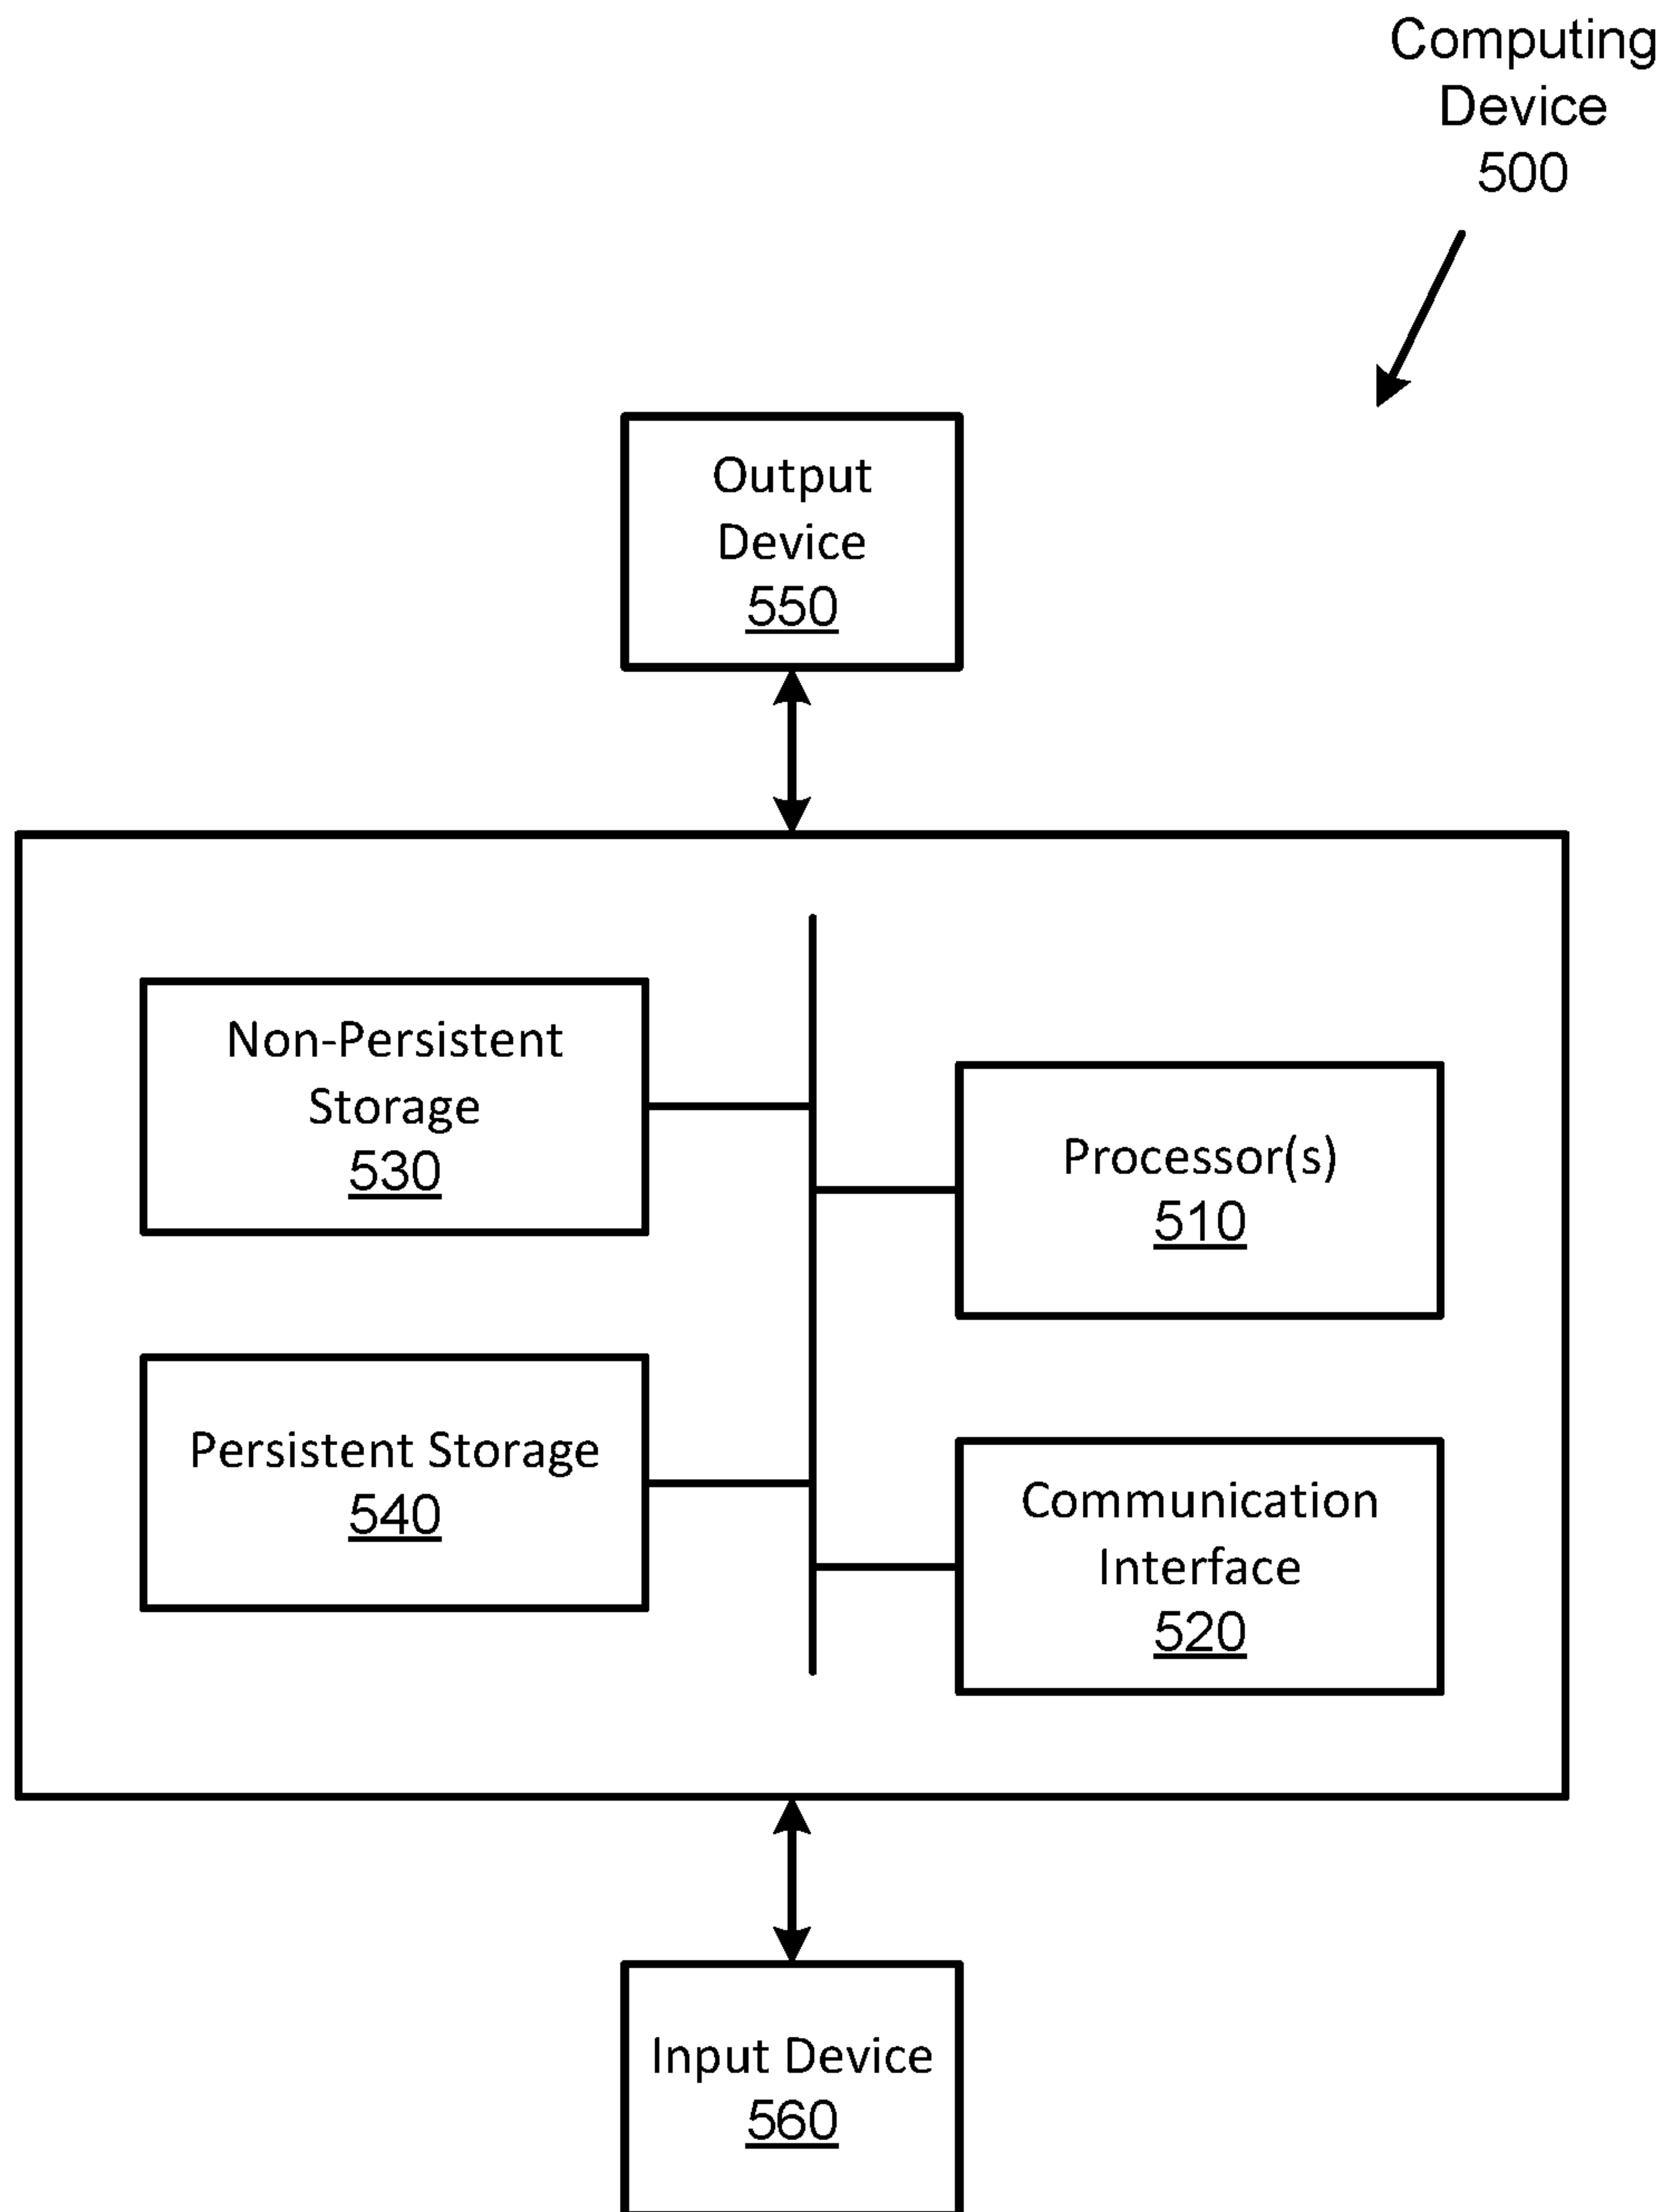 Computing
Device
500
Output
Device
550
Non-Persistent
Storage
530
Processor(s)
510
Persistent Storage
540
Communication
Interface
520
Input Device
560